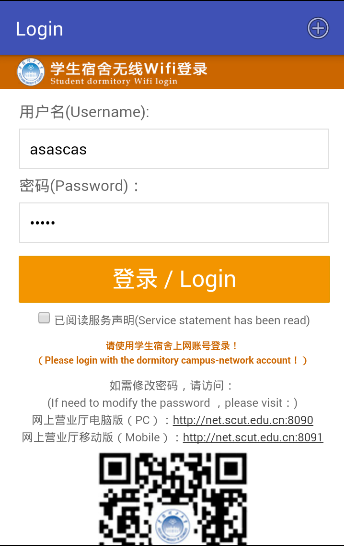 Login
学生宿舍无线Wifi登录
Student dormitory Wifi login
用户名(Username):
asascas
密码(Password)：
•••••
登录 / Login
已阅读服务声明(Service statement has been read)
请使用学生宿舍上网账号登录！
（Please login with the dormitory campus-network account！）
如需修改密码，请访问：
(If need to modify the password ，please visit：)
网上营业厅电脑版（PC）：http://net.scut.edu.cn:8090
网上营业厅移动版（Mobile）：http://net.scut.edu.cn:8091